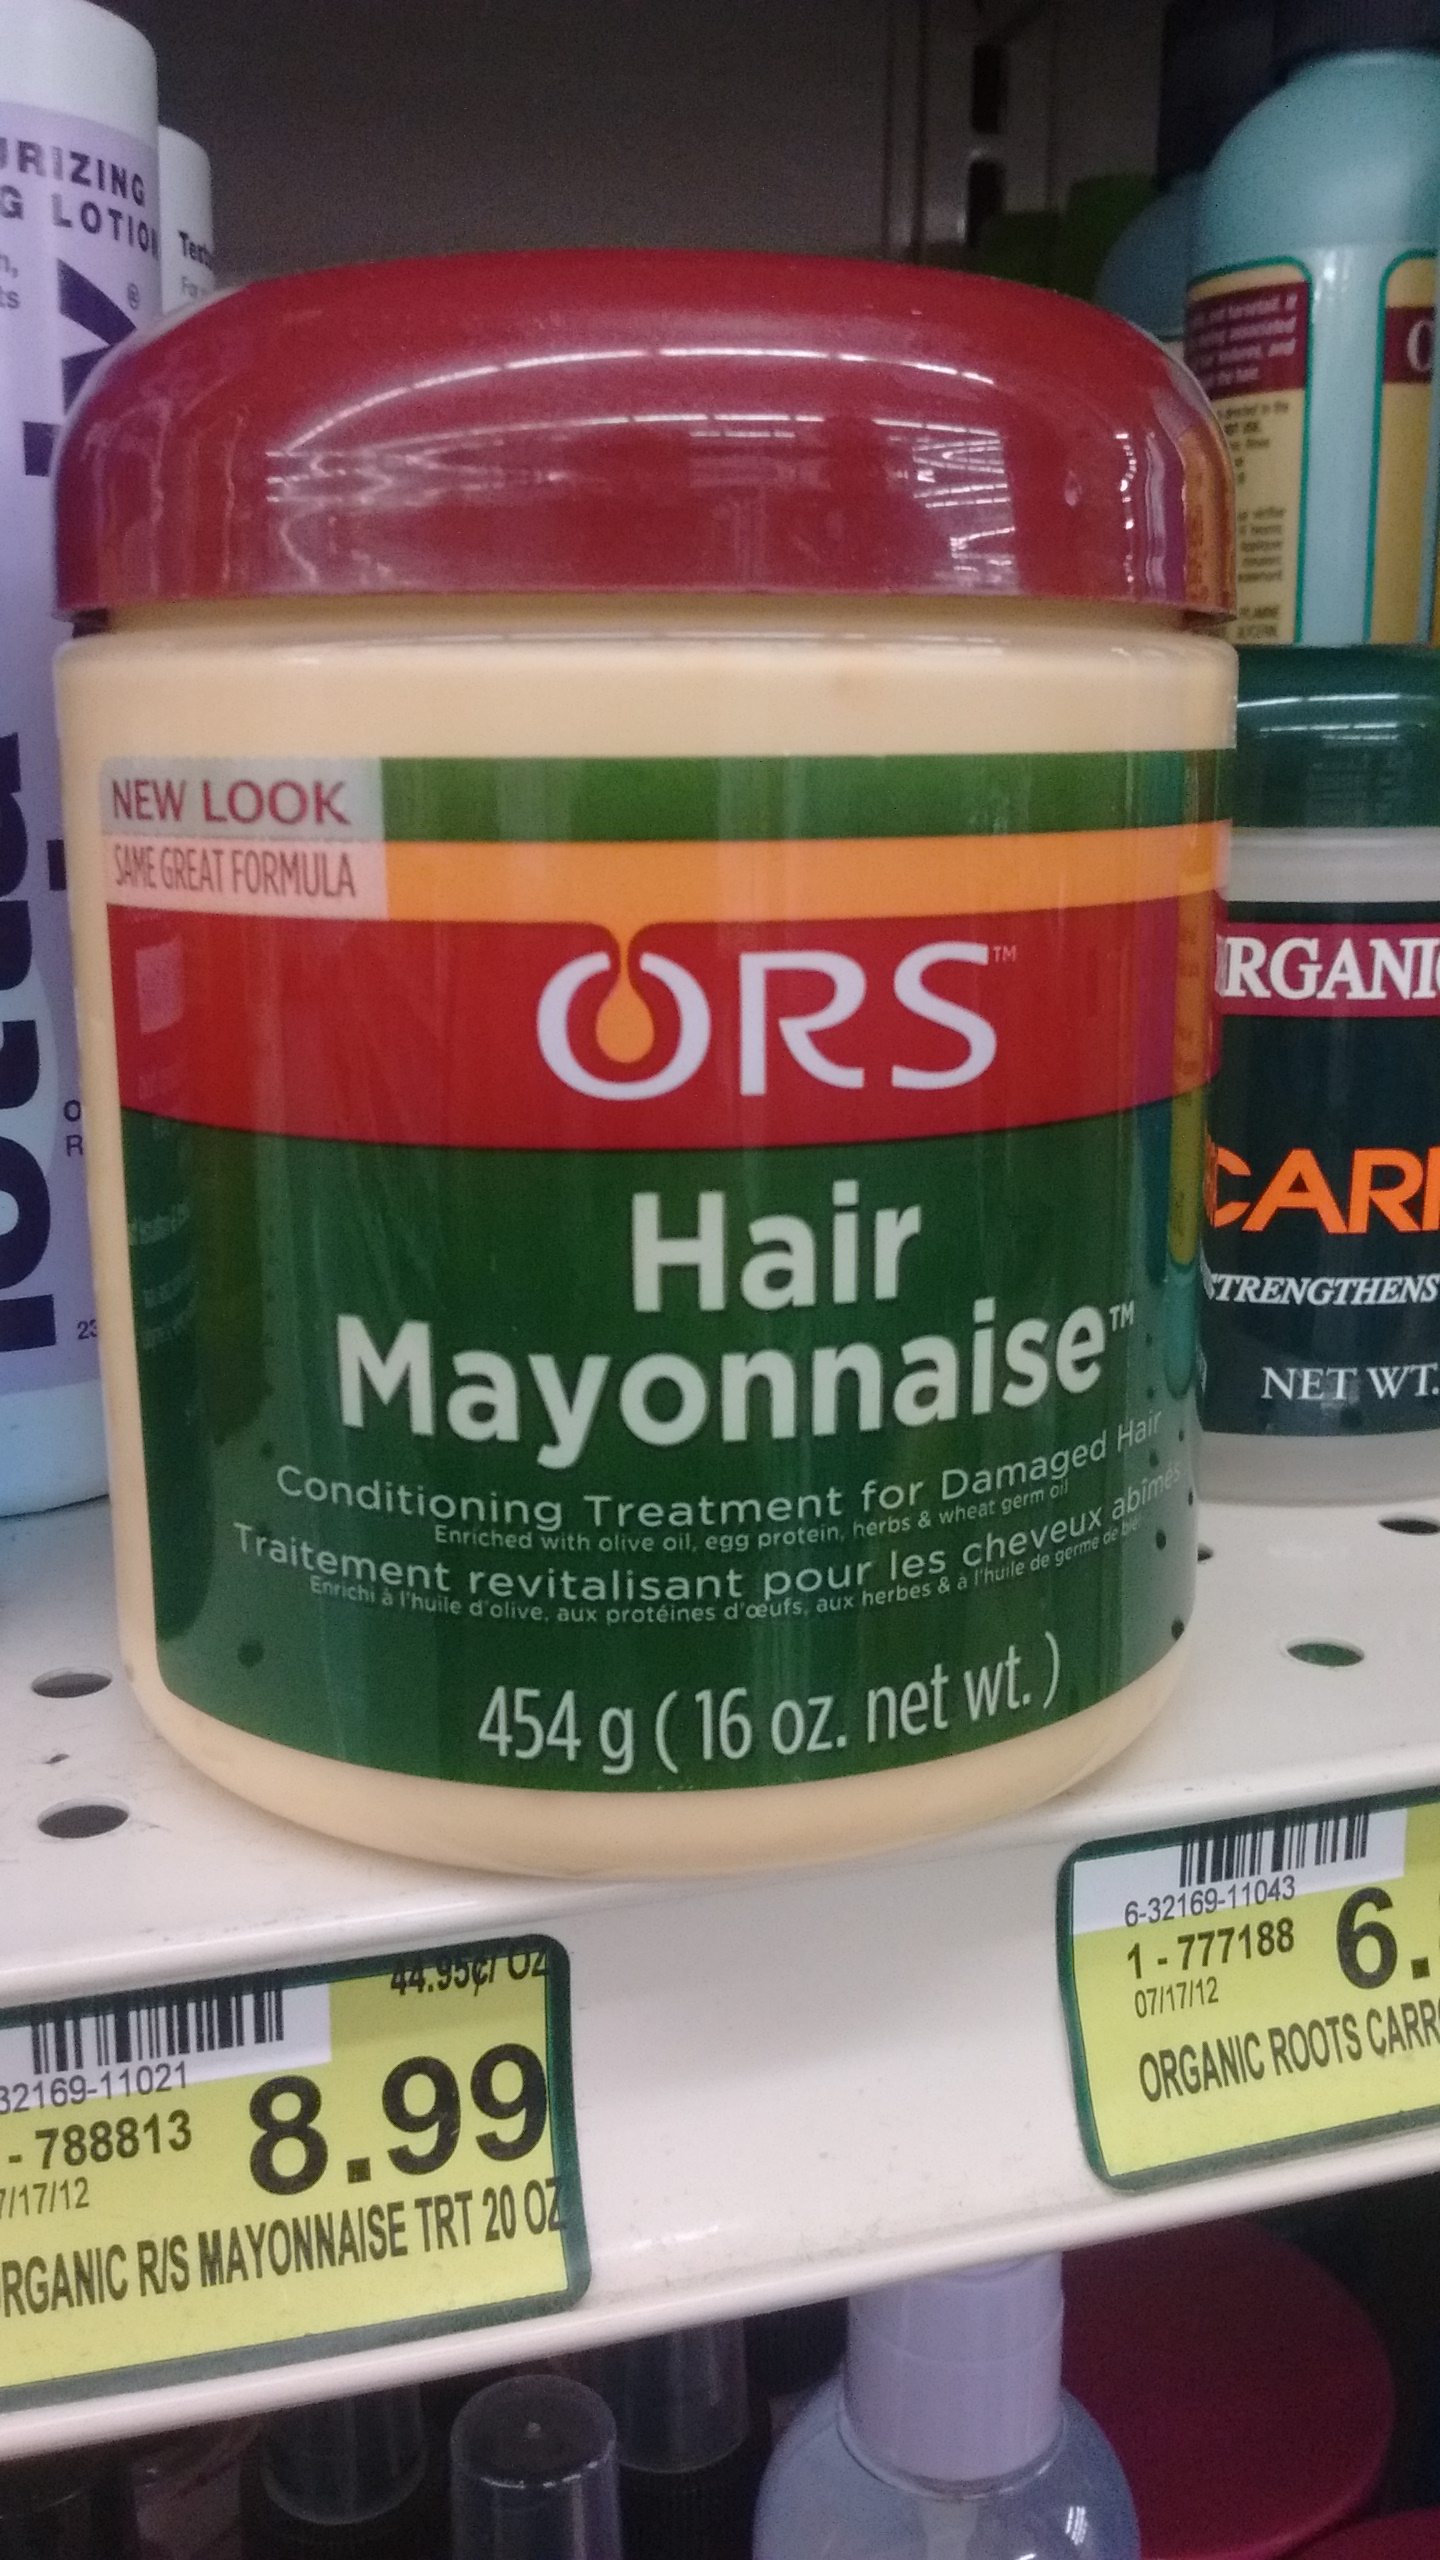 URIZING
G LOTION
NEW LOOK
SAME GREAT FORMULA
ORS™
Hair
Mayonnaise™
Conditioning Treatment for Damaged Hair
Enriched with olive oil, egg protein, herbs & wheat germ oil
Traitement revitalisant pour les cheveux abîmés
Enrichi à l'huile d'olive, aux protéines d'œufs, aux herbes & à l'huile de germe de blé
454 g ( 16 oz. net wt. )
RGANIC
CAR
STRENGTHENS
NET WT.
44.95¢/ OZ
32169-11021
- 788813
7/17/12
8.99
RGANIC R/S MAYONNAISE TRT 20 OZ
6-32169-11043
1 - 777188
07/17/12
6.
ORGANIC ROOTS CARR